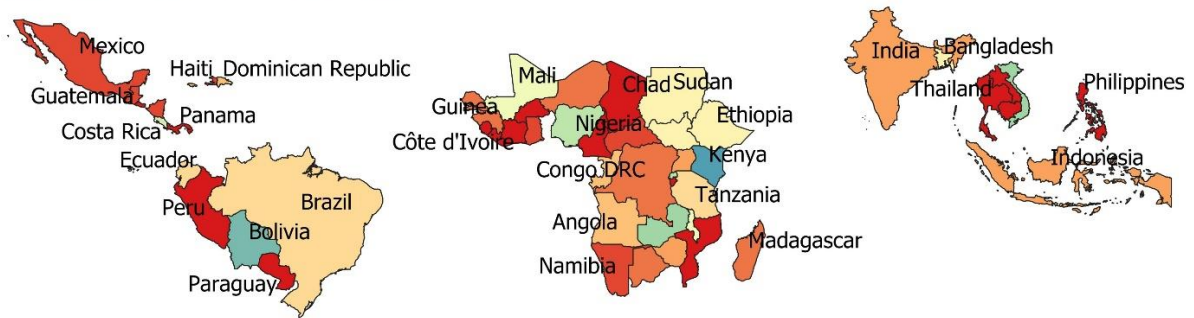 Mexico
Haiti Dominican Republic
Guatemala
Panama
Costa Rica
Ecuador
Peru
Brazil
Bolivia
Paraguay
Mali
Chad
Sudan
Guinea
Nigeria
Ethiopia
Côte d'Ivoire
Kenya
Congo DRC
Tanzania
Angola
Madagascar
Namibia
India
Bangladesh
Thailand
Philippines
Indonesia